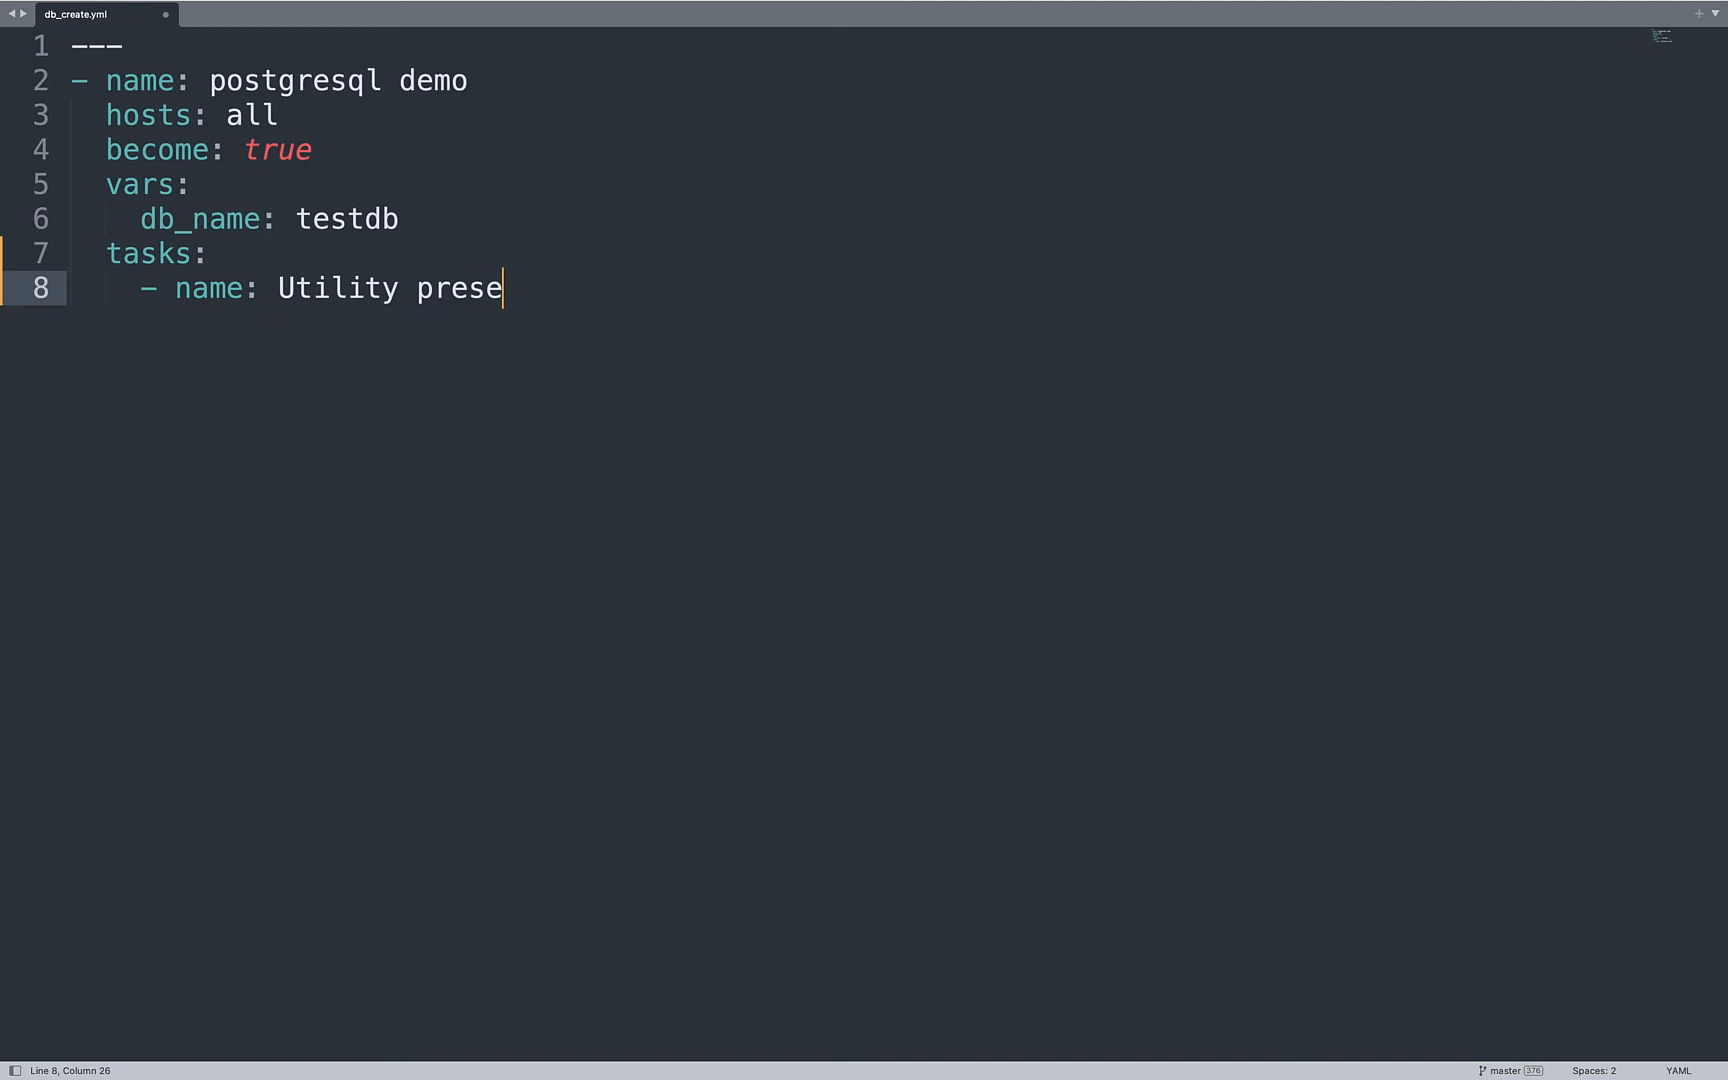 db_create.yml
1 ---
2 - name: postgresql demo
3 hosts: all
4 become: true
5 vars:
6 db_name: testdb
7 tasks:
8 - name: Utility prese
Line 8, Column 26
master 376
Spaces: 2
YAML